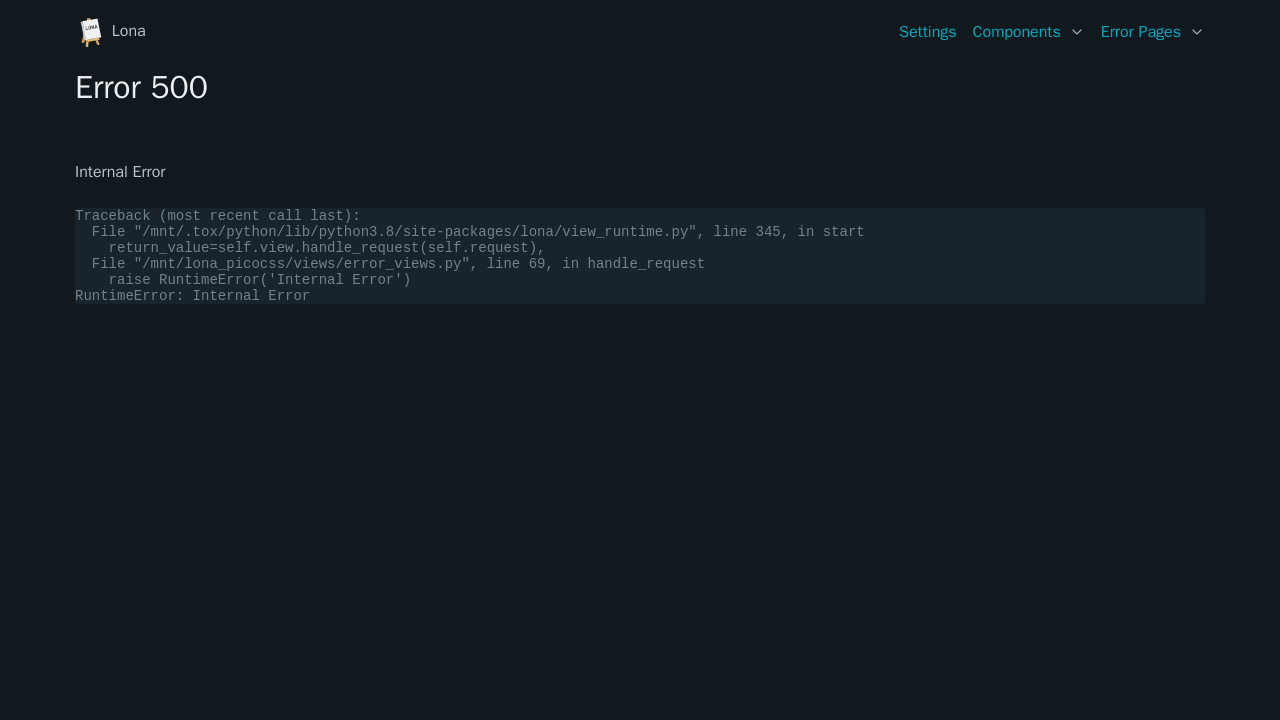 LONA
Lona
Settings
Components
Error Pages
Error 500
Internal Error
Traceback (most recent call last):
  File "/mnt/.tox/python/lib/python3.8/site-packages/lona/view_runtime.py", line 345, in start
    return_value=self.view.handle_request(self.request),
  File "/mnt/lona_picocss/views/error_views.py", line 69, in handle_request
    raise RuntimeError('Internal Error')
RuntimeError: Internal Error